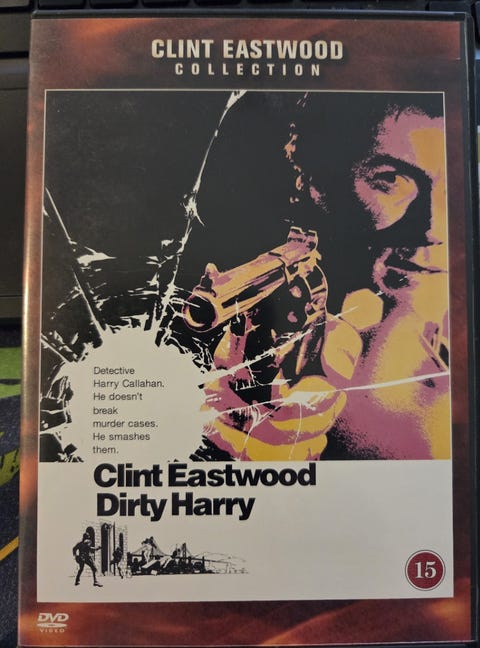 CLINT EASTWOOD
COLLECTION
Detective
Harry Callahan.
He doesn't
break
murder cases.
He smashes
them.
Clint Eastwood
Dirty Harry
15
DVD
VIDEO